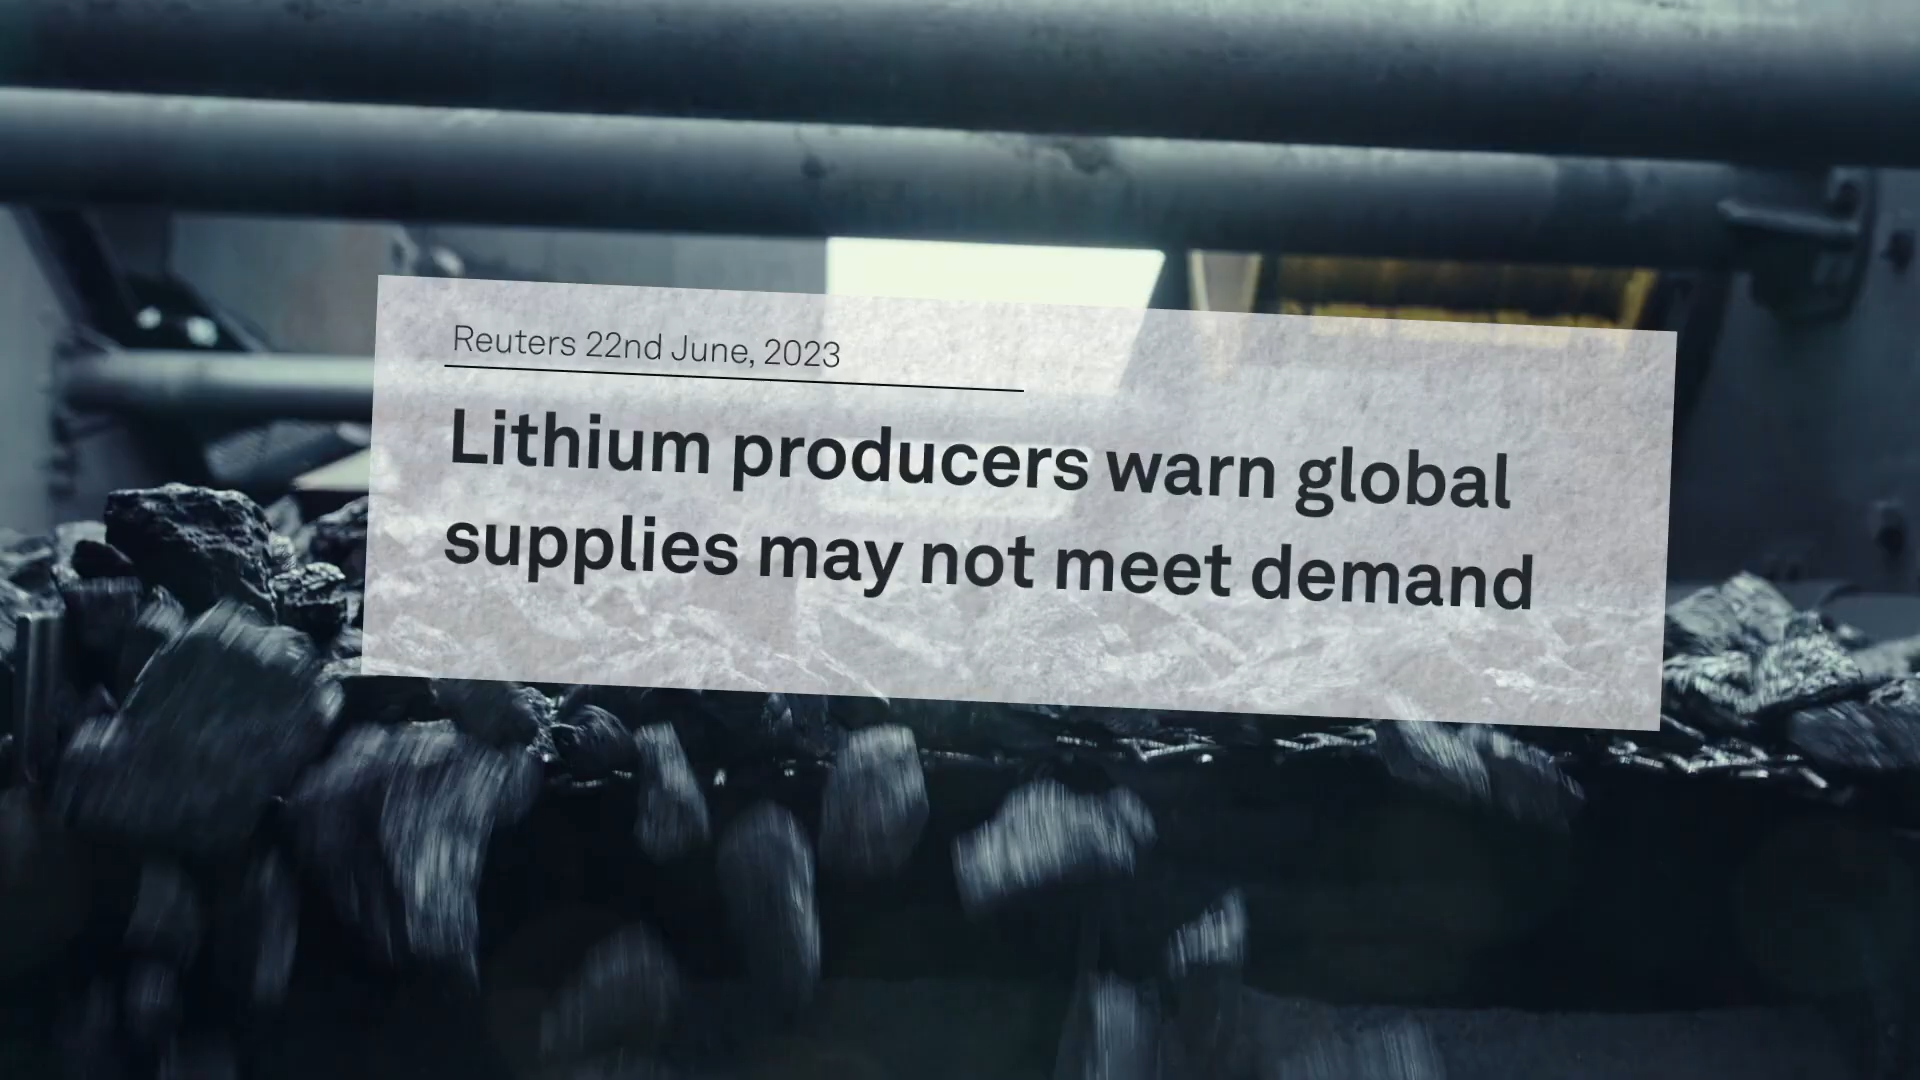 Reuters 22nd June, 2023
Lithium producers warn global
supplies may not meet demand